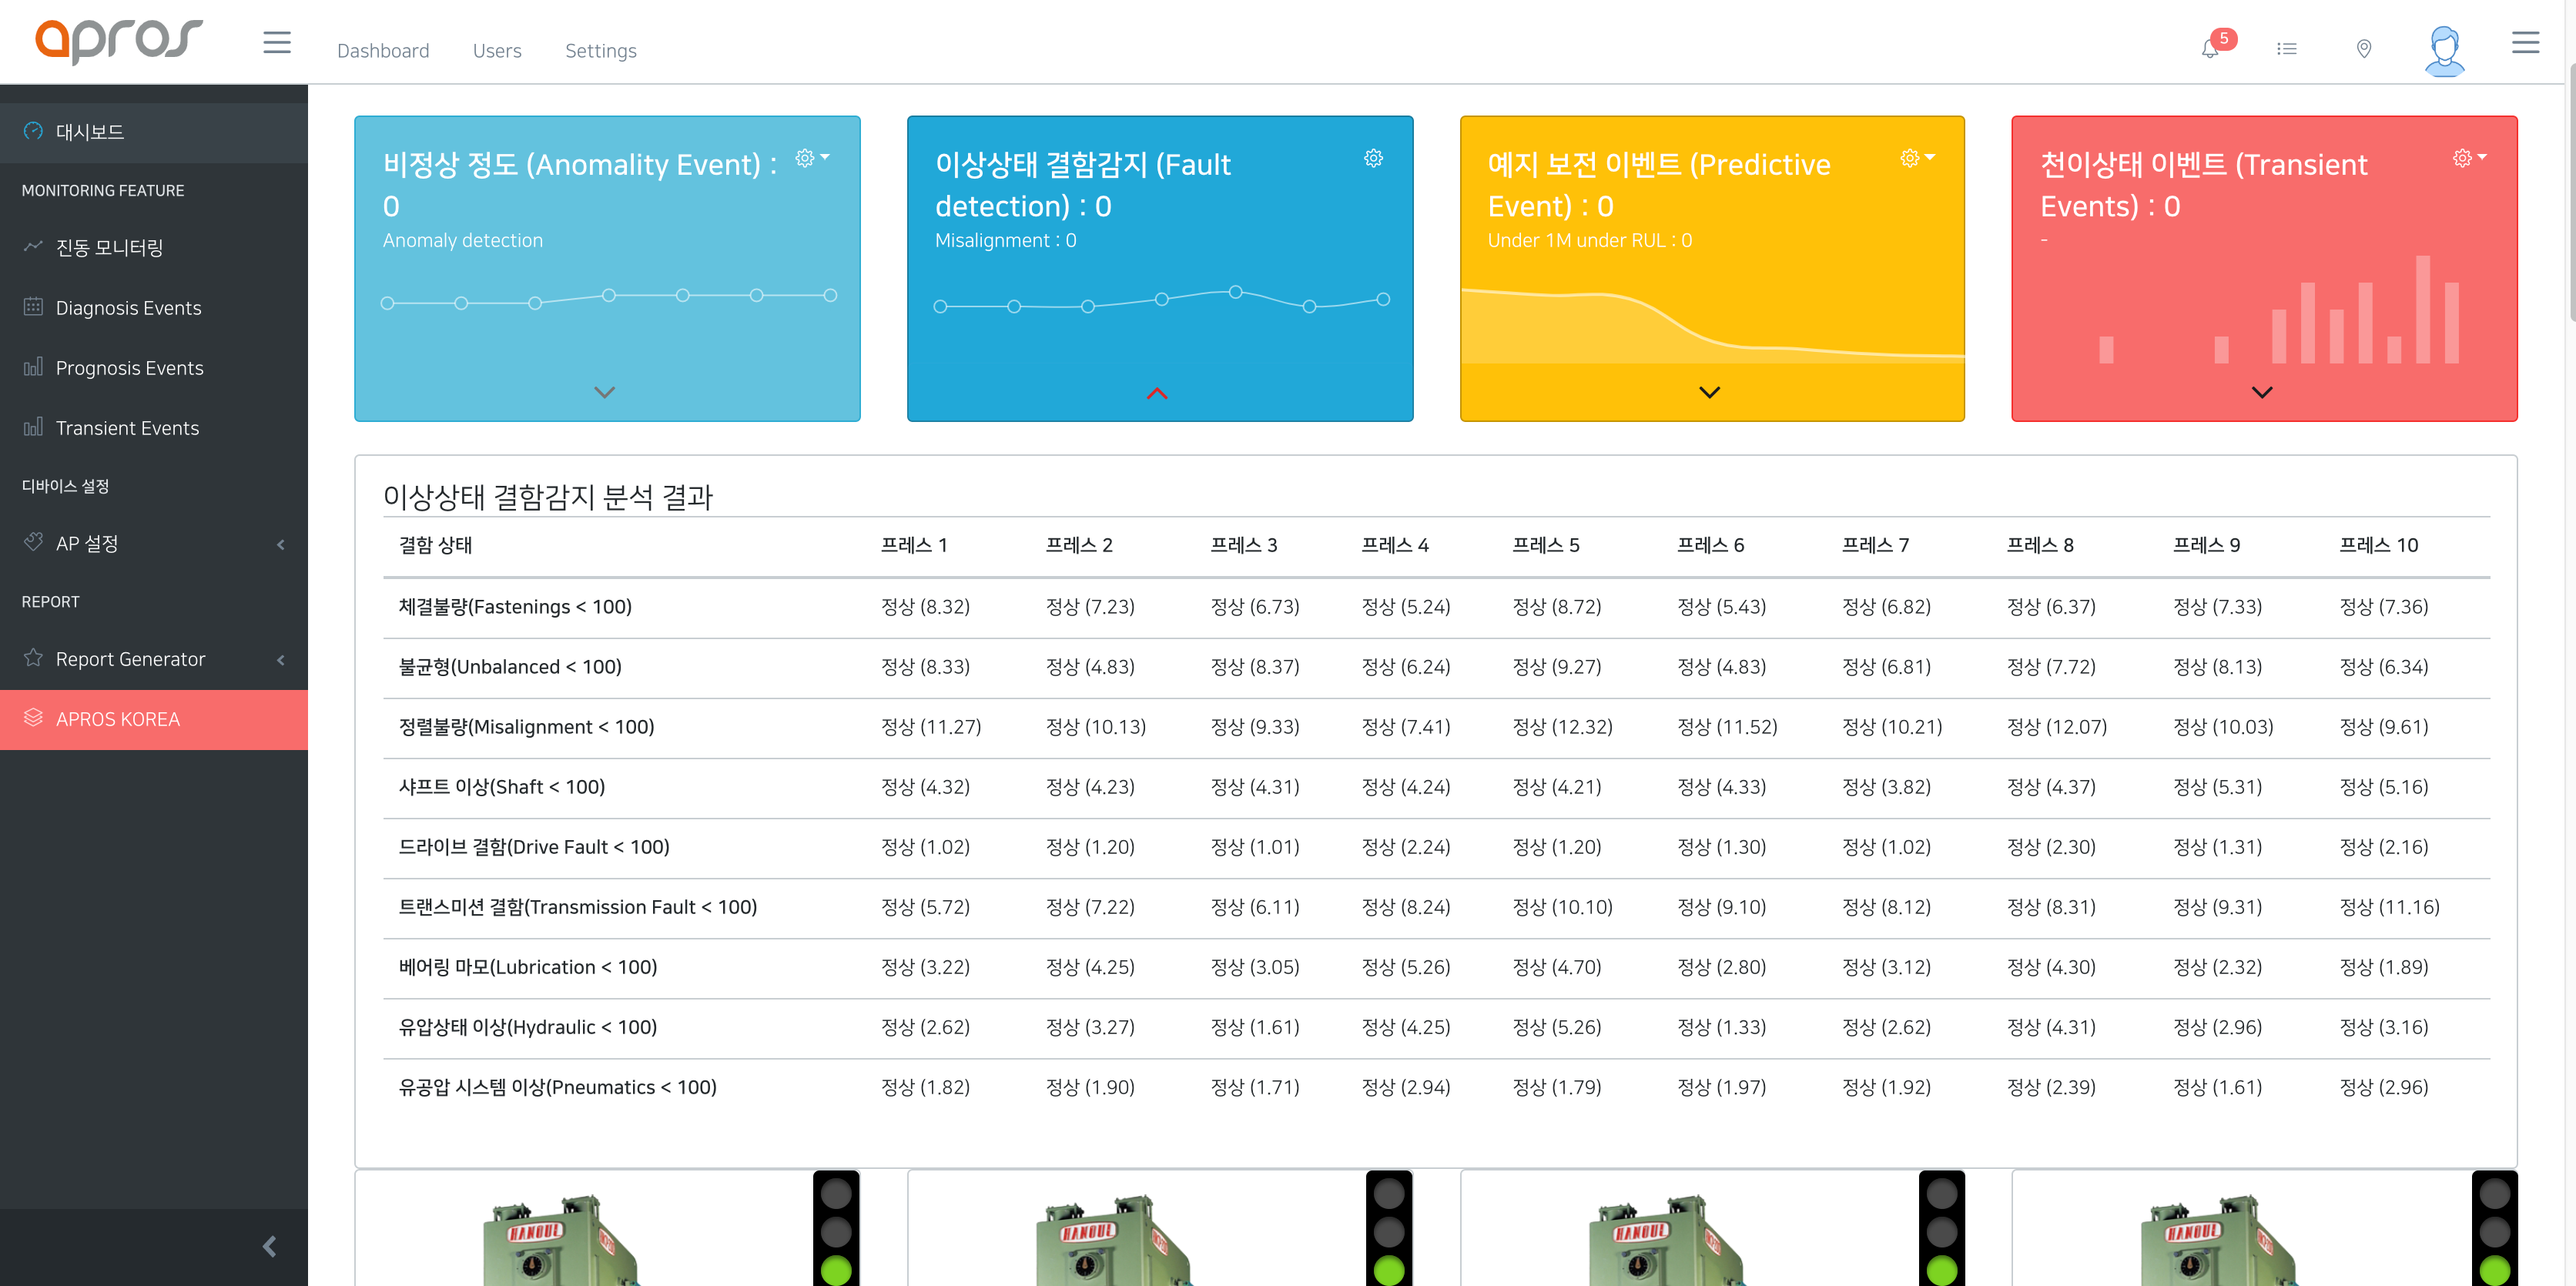 apros
Dashboard Users Settings
5
대시보드
MONITORING FEATURE
진동 모니터링
Diagnosis Events
Prognosis Events
Transient Events
디바이스 설정
AP 설정
REPORT
Report Generator
APROS KOREA
비정상 정도 (Anomality Event) :
0
Anomaly detection
이상상태 결함감지 (Fault
detection) : 0
Misalignment : 0
예지 보전 이벤트 (Predictive
Event) : 0
Under 1M under RUL : 0
천이상태 이벤트 (Transient
Events) : 0
-
이상상태 결함감지 분석 결과
결함 상태 프레스 1 프레스 2 프레스 3 프레스 4 프레스 5 프레스 6 프레스 7 프레스 8 프레스 9 프레스 10
체결불량(Fastenings < 100) 정상 (8.32) 정상 (7.23) 정상 (6.73) 정상 (5.24) 정상 (8.72) 정상 (5.43) 정상 (6.82) 정상 (6.37) 정상 (7.33) 정상 (7.36)
불균형(Unbalanced < 100) 정상 (8.33) 정상 (4.83) 정상 (8.37) 정상 (6.24) 정상 (9.27) 정상 (4.83) 정상 (6.81) 정상 (7.72) 정상 (8.13) 정상 (6.34)
정렬불량(Misalignment < 100) 정상 (11.27) 정상 (10.13) 정상 (9.33) 정상 (7.41) 정상 (12.32) 정상 (11.52) 정상 (10.21) 정상 (12.07) 정상 (10.03) 정상 (9.61)
샤프트 이상(Shaft < 100) 정상 (4.32) 정상 (4.23) 정상 (4.31) 정상 (4.24) 정상 (4.21) 정상 (4.33) 정상 (3.82) 정상 (4.37) 정상 (5.31) 정상 (5.16)
드라이브 결함(Drive Fault < 100) 정상 (1.02) 정상 (1.20) 정상 (1.01) 정상 (2.24) 정상 (1.20) 정상 (1.30) 정상 (1.02) 정상 (2.30) 정상 (1.31) 정상 (2.16)
트랜스미션 결함(Transmission Fault < 100) 정상 (5.72) 정상 (7.22) 정상 (6.11) 정상 (8.24) 정상 (10.10) 정상 (9.10) 정상 (8.12) 정상 (8.31) 정상 (9.31) 정상 (11.16)
베어링 마모(Lubrication < 100) 정상 (3.22) 정상 (4.25) 정상 (3.05) 정상 (5.26) 정상 (4.70) 정상 (2.80) 정상 (3.12) 정상 (4.30) 정상 (2.32) 정상 (1.89)
유압상태 이상(Hydraulic < 100) 정상 (2.62) 정상 (3.27) 정상 (1.61) 정상 (4.25) 정상 (5.26) 정상 (1.33) 정상 (2.62) 정상 (4.31) 정상 (2.96) 정상 (3.16)
유공압 시스템 이상(Pneumatics < 100) 정상 (1.82) 정상 (1.90) 정상 (1.71) 정상 (2.94) 정상 (1.79) 정상 (1.97) 정상 (1.92) 정상 (2.39) 정상 (1.61) 정상 (2.96)
HANGUL HANGUL HANGUL HANGUL